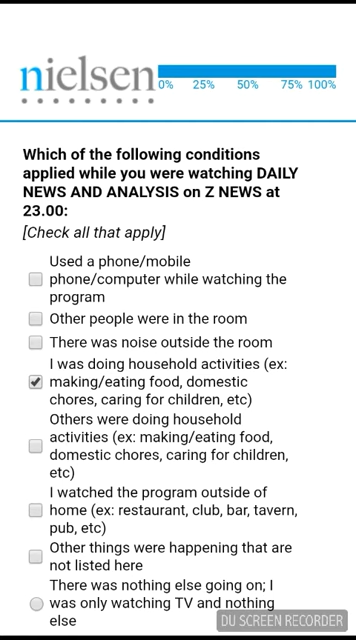 nielsen
0% 25% 50% 75% 100%
Which of the following conditions
applied while you were watching DAILY
NEWS AND ANALYSIS on Z NEWS at
23.00:
[Check all that apply]
Used a phone/mobile
phone/computer while watching the
program
Other people were in the room
There was noise outside the room
I was doing household activities (ex:
making/eating food, domestic
chores, caring for children, etc)
Others were doing household
activities (ex: making/eating food,
domestic chores, caring for children,
etc)
I watched the program outside of
home (ex: restaurant, club, bar, tavern,
pub, etc)
Other things were happening that are
not listed here
There was nothing else going on; I
was only watching TV and nothing
else
DU SCREEN RECORDER